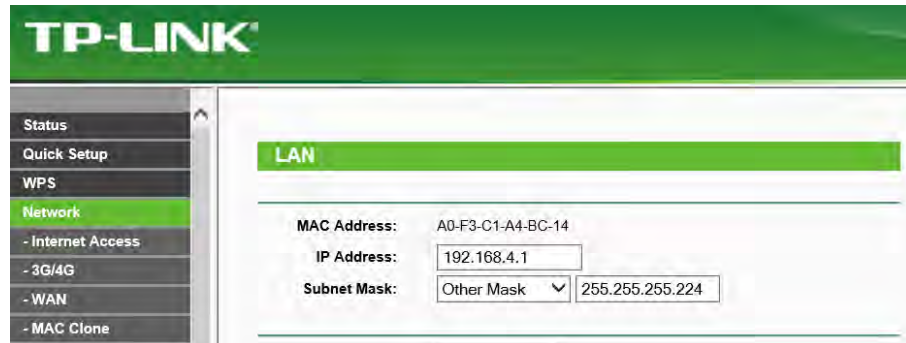 TP-LINK
Status
Quick Setup
WPS
Network
- Internet Access
- 3G/4G
- WAN
- MAC Clone
LAN
MAC Address: A0-F3-C1-A4-BC-14
IP Address: 192.168.4.1
Subnet Mask: Other Mask 255.255.255.224